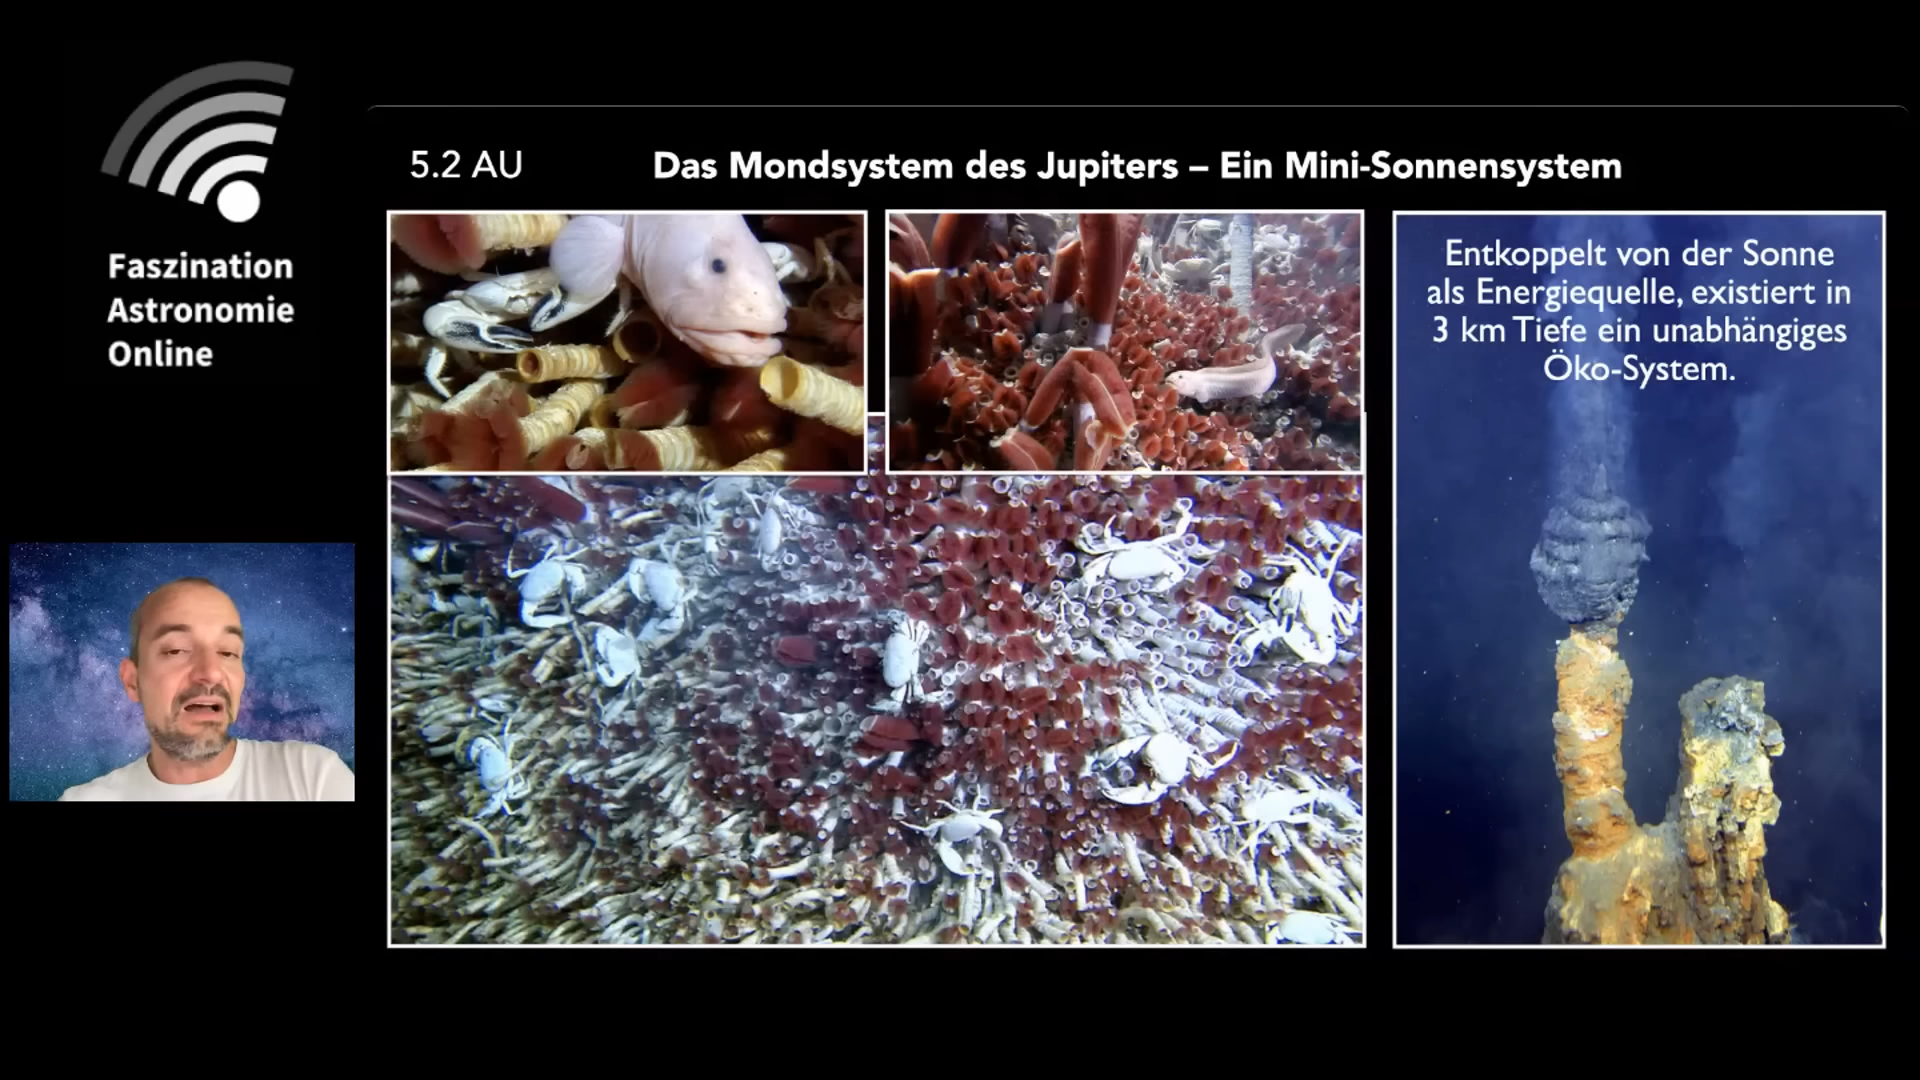 Faszination
Astronomie
Online
5.2 AU
Das Mondsystem des Jupiters – Ein Mini-Sonnensystem
Entkoppelt von der Sonne
als Energiequelle, existiert in
3 km Tiefe ein unabhängiges
Öko-System.